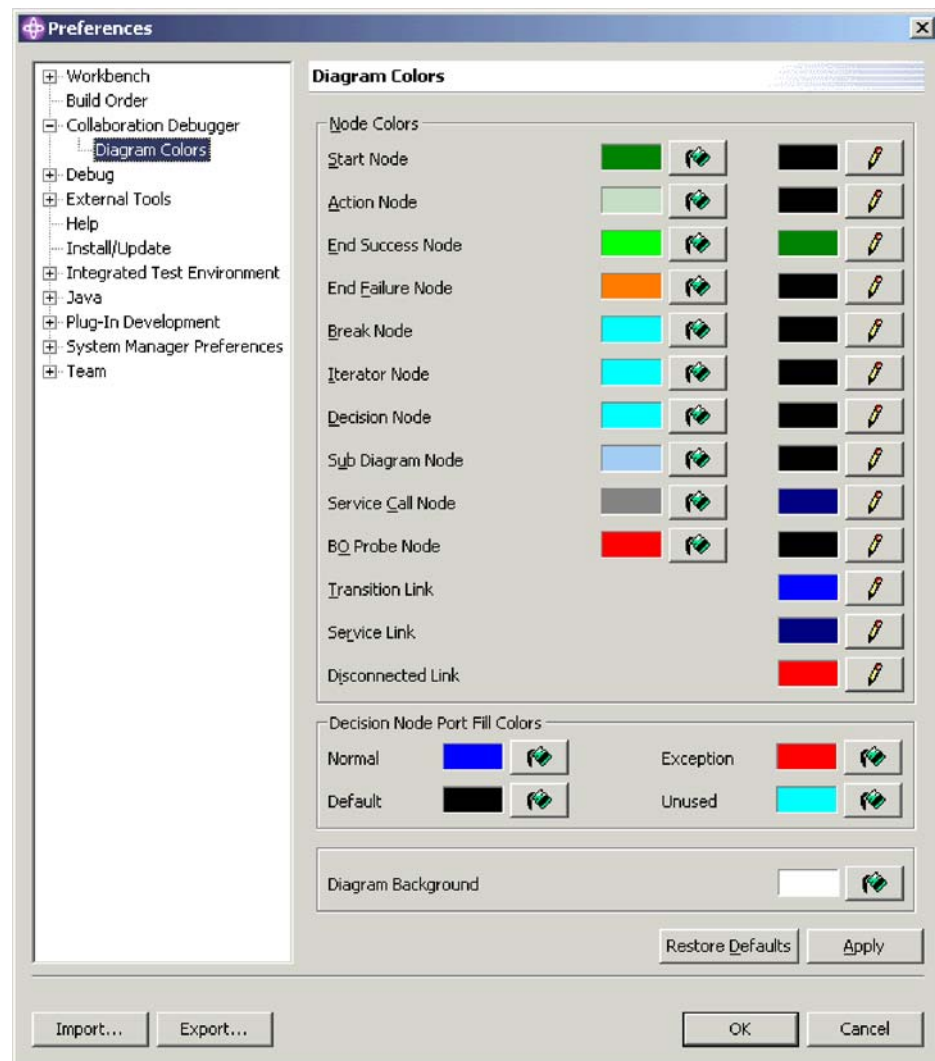 Preferences
Workbench
Build Order
Collaboration Debugger
Diagram Colors
Debug
External Tools
Help
Install/Update
Integrated Test Environment
Java
Plug-In Development
System Manager Preferences
Team
Diagram Colors
Node Colors
Start Node
Action Node
End Success Node
End Failure Node
Break Node
Iterator Node
Decision Node
Sub Diagram Node
Service Call Node
BO Probe Node
Transition Link
Service Link
Disconnected Link
Decision Node Port Fill Colors
Normal Exception
Default Unused
Diagram Background
Restore Defaults Apply
Import... Export... OK Cancel